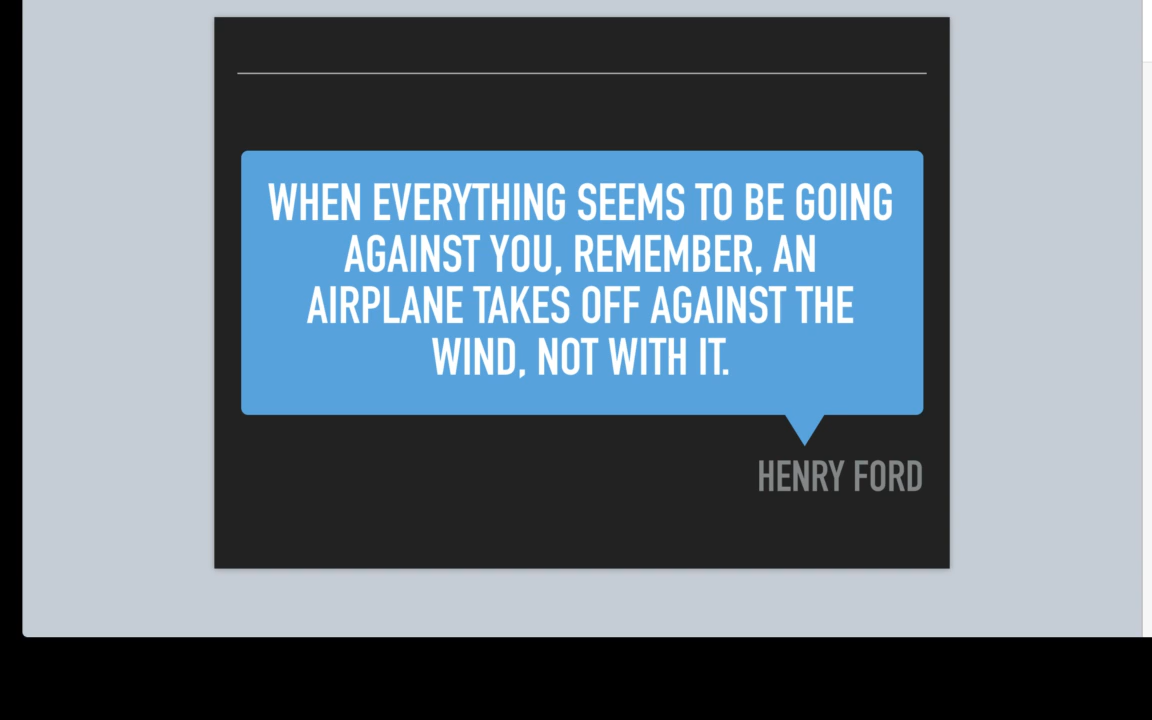 WHEN EVERYTHING SEEMS TO BE GOING
AGAINST YOU, REMEMBER, AN
AIRPLANE TAKES OFF AGAINST THE
WIND, NOT WITH IT.
HENRY FORD